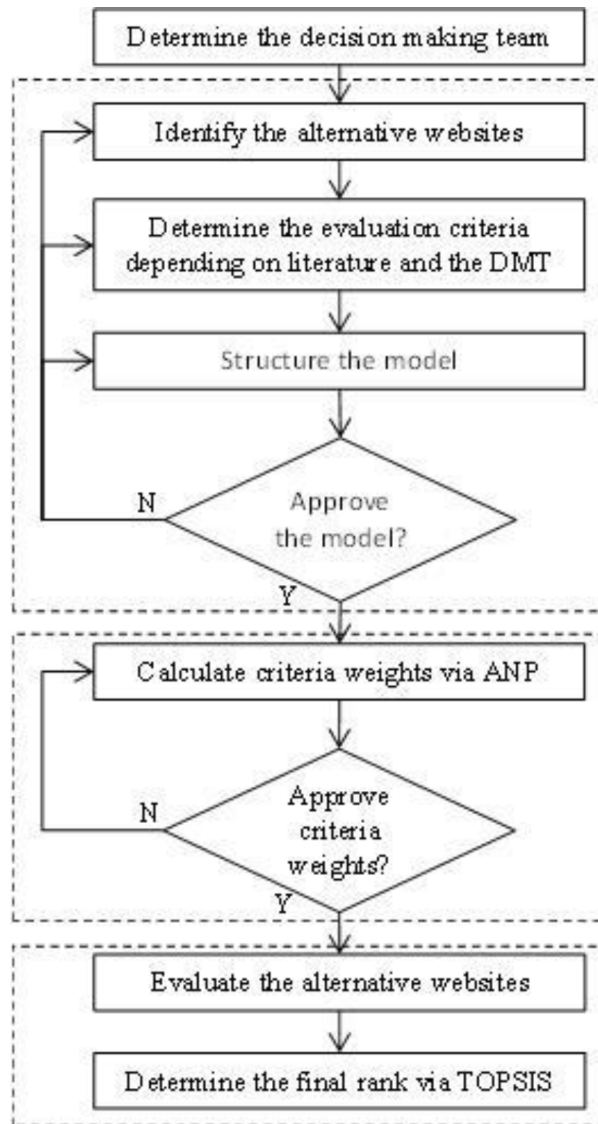 Determine the decision making team
Identify the alternative websites
Determine the evaluation criteria
depending on literature and the DMT
Structure the model
Approve
the model?
N
Y
Calculate criteria weights via ANP
Approve
criteria
weights?
N
Y
Evaluate the alternative websites
Determine the final rank via TOPSIS